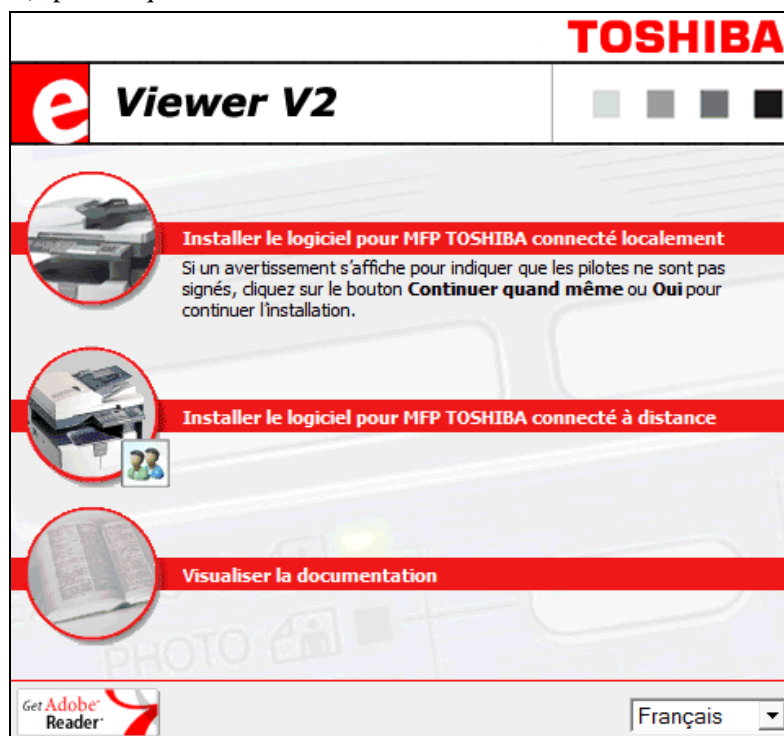 TOSHIBA
e Viewer V2
Installer le logiciel pour MFP TOSHIBA connecté localement
Si un avertissement s'affiche pour indiquer que les pilotes ne sont pas
signés, cliquez sur le bouton Continuer quand même ou Oui pour
continuer l'installation.
Installer le logiciel pour MFP TOSHIBA connecté à distance
Visualiser la documentation
PHOTO
Get Adobe
Reader
Français